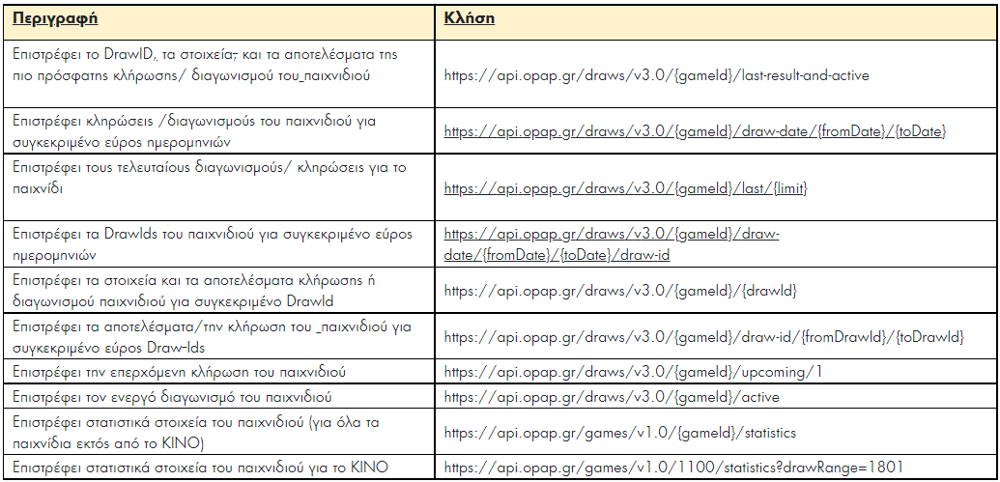 Περιγραφή
Κλήση
Επιστρέφει το DrawID, τα στοιχεία, και τα αποτελέσματα της
πιο πρόσφατης κλήρωσης/ διαγωνισμού του_παιχνιδιού
https://api.opap.gr/draws/v3.0/{gameId}/last-result-and-active
Επιστρέφει κληρώσεις /διαγωνισμούς του παιχνιδιού για
συγκεκριμένο εύρος ημερομηνιών
https://api.opap.gr/draws/v3.0/{gameId}/draw-date/{fromDate}/{toDate}
Επιστρέφει τους τελευταίους διαγωνισμούς/ κληρώσεις για το
παιχνίδι
https://api.opap.gr/draws/v3.0/{gameId}/last/{limit}
Επιστρέφει τα DrawIds του παιχνιδιού για συγκεκριμένο εύρος
ημερομηνιών
https://api.opap.gr/draws/v3.0/{gameId}/draw-
date/{fromDate}/{toDate}/draw-id
Επιστρέφει τα στοιχεία και τα αποτελέσματα κλήρωσης ή
διαγωνισμού παιχνιδιού για συγκεκριμένο DrawId
https://api.opap.gr/draws/v3.0/{gameId}/{drawId}
Επιστρέφει τα αποτελέσματα/την κλήρωση του _παιχνιδιού για
συγκεκριμένο εύρος Draw-Ids
https://api.opap.gr/draws/v3.0/{gameId}/draw-id/{fromDrawId}/{toDrawId}
Επιστρέφει την επερχόμενη κλήρωση του παιχνιδιού
https://api.opap.gr/draws/v3.0/{gameId}/upcoming/1
Επιστρέφει τον ενεργό διαγωνισμό του παιχνιδιού
https://api.opap.gr/draws/v3.0/{gameId}/active
Επιστρέφει στατιστικά στοιχεία του παιχνιδιού (για όλα τα
παιχνίδια εκτός από το ΚΙΝΟ)
https://api.opap.gr/games/v1.0/{gameId}/statistics
Επιστρέφει στατιστικά στοιχεία του παιχνιδιού για το ΚΙΝΟ
https://api.opap.gr/games/v1.0/1100/statistics?drawRange=1801